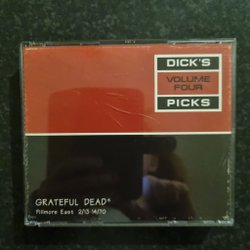 DICK'S
VOLUME
FOUR
PICKS
GRATEFUL DEAD®
Fillmore East 2/13-14/70